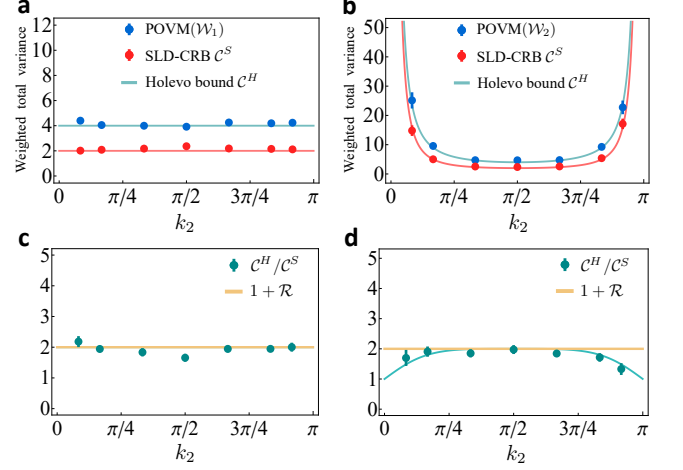 a
Weighted total variance
12
10
8
6
4
2
0
POVM(𝒲₁)
SLD-CRB 𝒞ˢ
Holevo bound 𝒞ᴴ
0 π/4 π/2 3π/4 π
k₂
b
Weighted total variance
50
40
30
20
10
0
POVM(𝒲₂)
SLD-CRB 𝒞ˢ
Holevo bound 𝒞ᴴ
0 π/4 π/2 3π/4 π
k₂
c
5
4
3
2
1
0
𝒞ᴴ/𝒞ˢ
1 + ℛ
0 π/4 π/2 3π/4 π
k₂
d
5
4
3
2
1
0
𝒞ᴴ/𝒞ˢ
1 + ℛ
0 π/4 π/2 3π/4 π
k₂